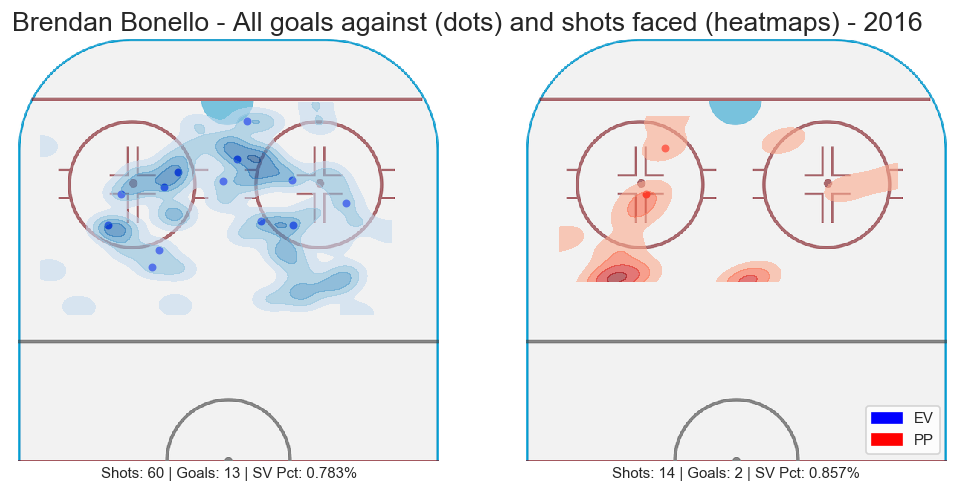 Brendan Bonello - All goals against (dots) and shots faced (heatmaps) - 2016
EV
PP
Shots: 60 | Goals: 13 | SV Pct: 0.783%
Shots: 14 | Goals: 2 | SV Pct: 0.857%